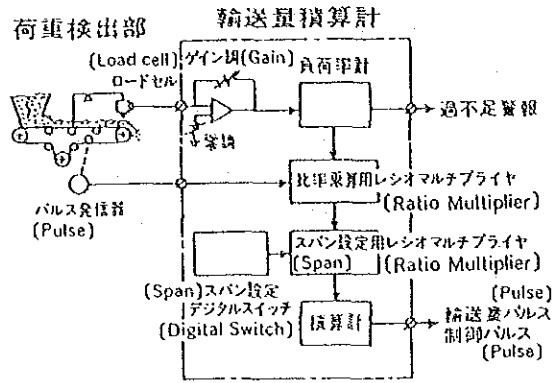 荷重検出部
輸送量積算計
(Load cell)
ロードセル
ゲイン調(Gain)
負荷率計
過不足警報
零調
パルス発信器
(Pulse)
比率乗算用レシオマルチプライヤ
(Ratio Multiplier)
スパン設定用レシオマルチプライヤ
(Span)
(Ratio Multiplier)
(Span)スパン設定
デジタルスイッチ
(Digital Switch)
積算計
(Pulse)
輸送量パルス
制御パルス
(Pulse)